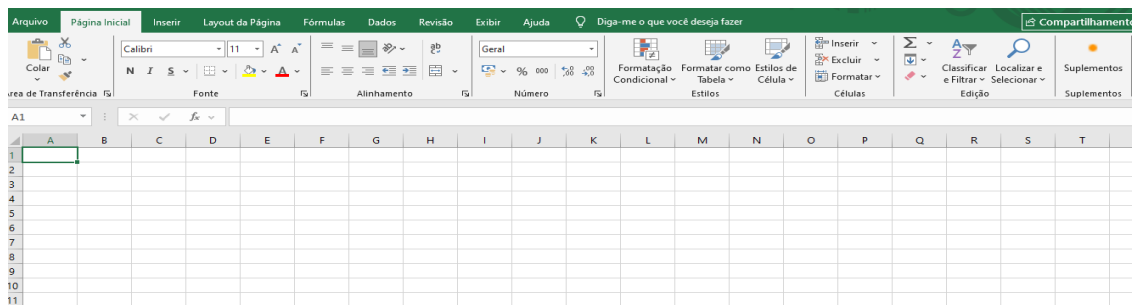 Arquivo Página Inicial Inserir Layout da Página Fórmulas Dados Revisão Exibir Ajuda Diga-me o que você deseja fazer Compartilhamento
Colar
Calibri 11
N I S
Geral
% 000
Formatação Condicional
Formatar como Tabela
Estilos de Célula
Inserir
Excluir
Formatar
Classificar e Filtrar
Localizar e Selecionar
Suplementos
rea de Transferência Fonte Alinhamento Número Estilos Células Edição Suplementos
A1 fx
A B C D E F G H I J K L M N O P Q R S T
1
2
3
4
5
6
7
8
9
10
11